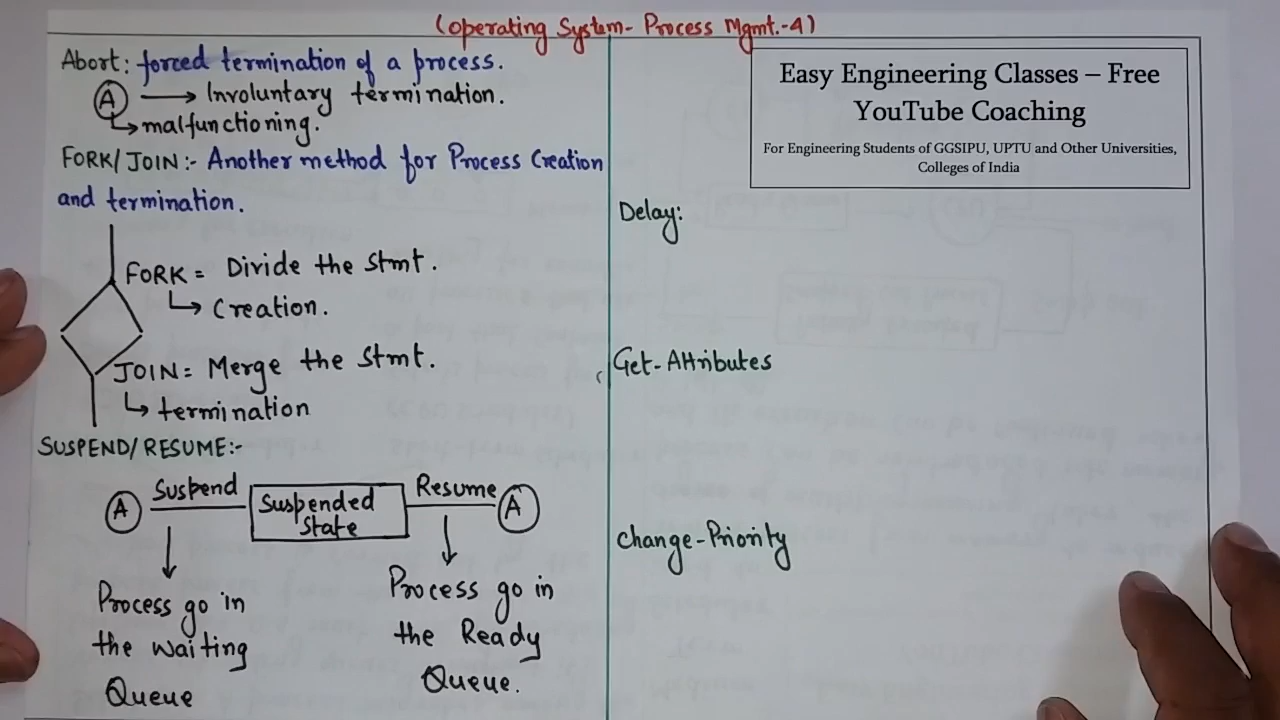 (operating System- Process Mgmt.-4)
Abort: forced termination of a process.
A → Involuntary termination.
↳ malfunctioning.
FORK/JOIN:- Another method for Process Creation
and termination.
FORK = Divide the Stmt.
↳ Creation.
JOIN = Merge the Stmt.
↳ termination
SUSPEND/RESUME:-
A Suspend Suspended State Resume A
Process go in
the Waiting
Queue
Process go in
the Ready
Queue.
Easy Engineering Classes – Free
YouTube Coaching
For Engineering Students of GGSIPU, UPTU and Other Universities,
Colleges of India
Delay:
Get-Attributes
Change-Priority